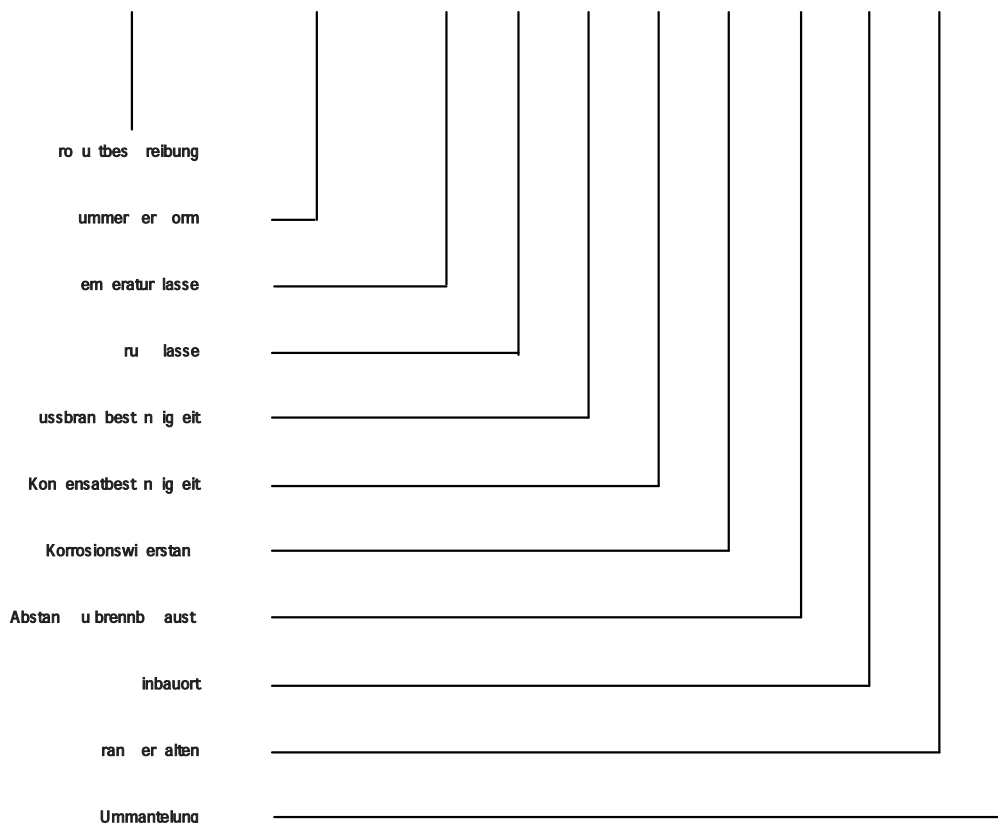 ro u tbes reibung
ummer er orm
em eratur lasse
ru lasse
ussbran best n ig eit
Kon ensatbest n ig eit
Korrosionswi erstan
Abstan u brennb aust
inbauort
ran er alten
Ummantelung